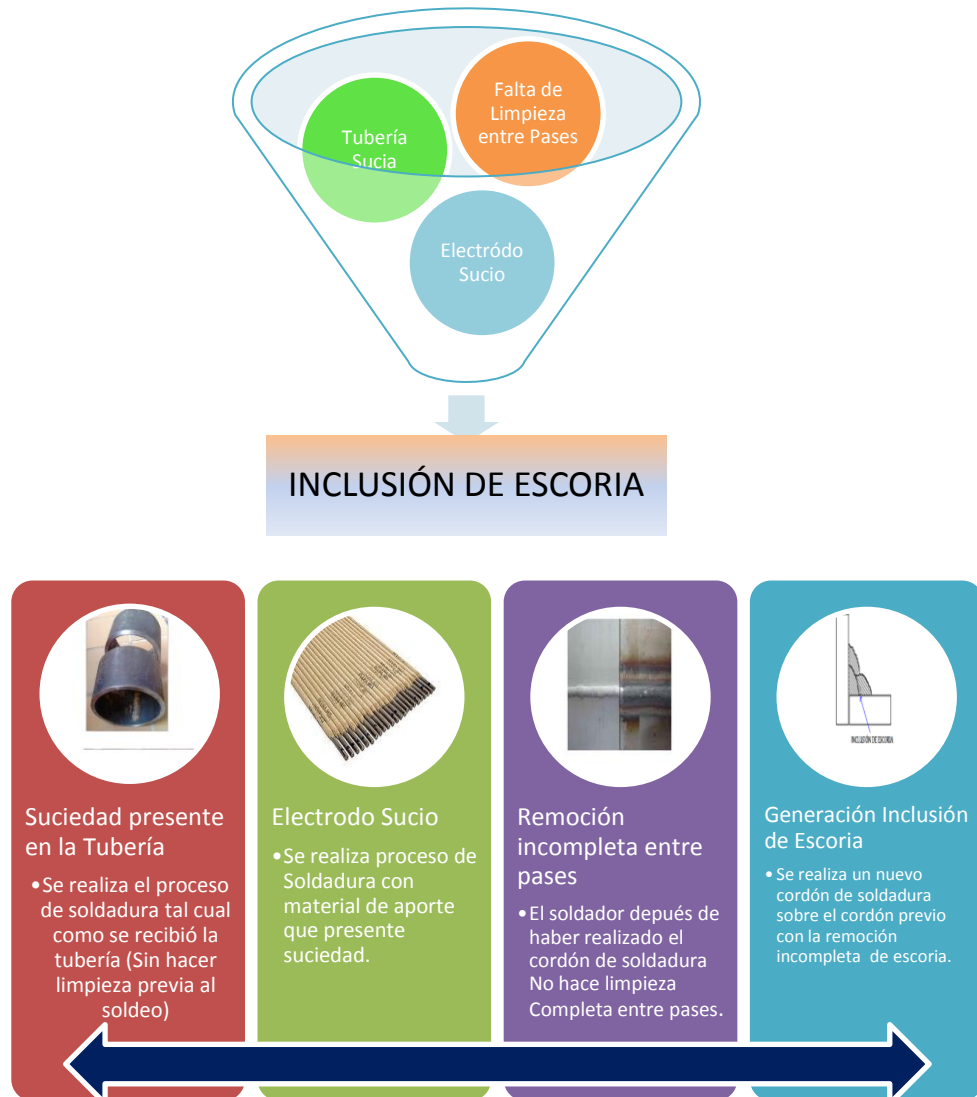 Falta de
Limpieza
entre Pases
Tubería
Sucia
Electródo
Sucio
INCLUSIÓN DE ESCORIA
INCLUSIÓN DE ESCORIA
Suciedad presente
en la Tubería
•Se realiza el proceso
de soldadura tal cual
como se recibió la
tubería (Sin hacer
limpieza previa al
soldeo)
Electrodo Sucio
•Se realiza proceso de
Soldadura con
material de aporte
que presente
suciedad.
Remoción
incompleta entre
pases
•El soldador depués de
haber realizado el
cordón de soldadura
No hace limpieza
Completa entre pases.
Generación Inclusión
de Escoria
•Se realiza un nuevo
cordón de soldadura
sobre el cordón previo
con la remoción
incompleta de escoria.